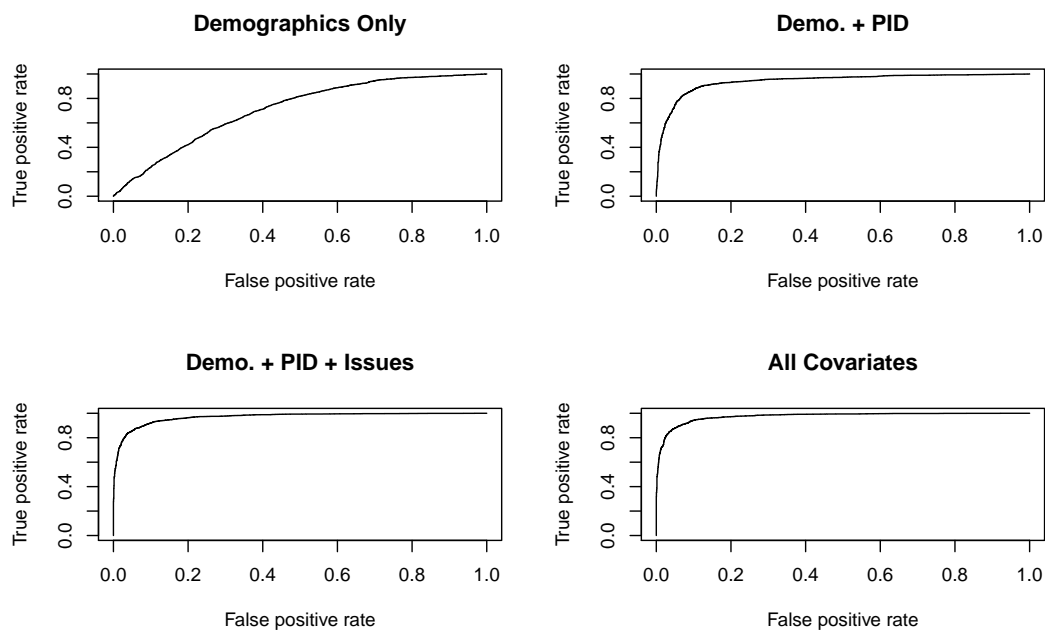 Demographics Only
True positive rate
0.0 0.4 0.8
0.0 0.2 0.4 0.6 0.8 1.0
False positive rate
Demo. + PID
True positive rate
0.0 0.4 0.8
0.0 0.2 0.4 0.6 0.8 1.0
False positive rate
Demo. + PID + Issues
True positive rate
0.0 0.4 0.8
0.0 0.2 0.4 0.6 0.8 1.0
False positive rate
All Covariates
True positive rate
0.0 0.4 0.8
0.0 0.2 0.4 0.6 0.8 1.0
False positive rate